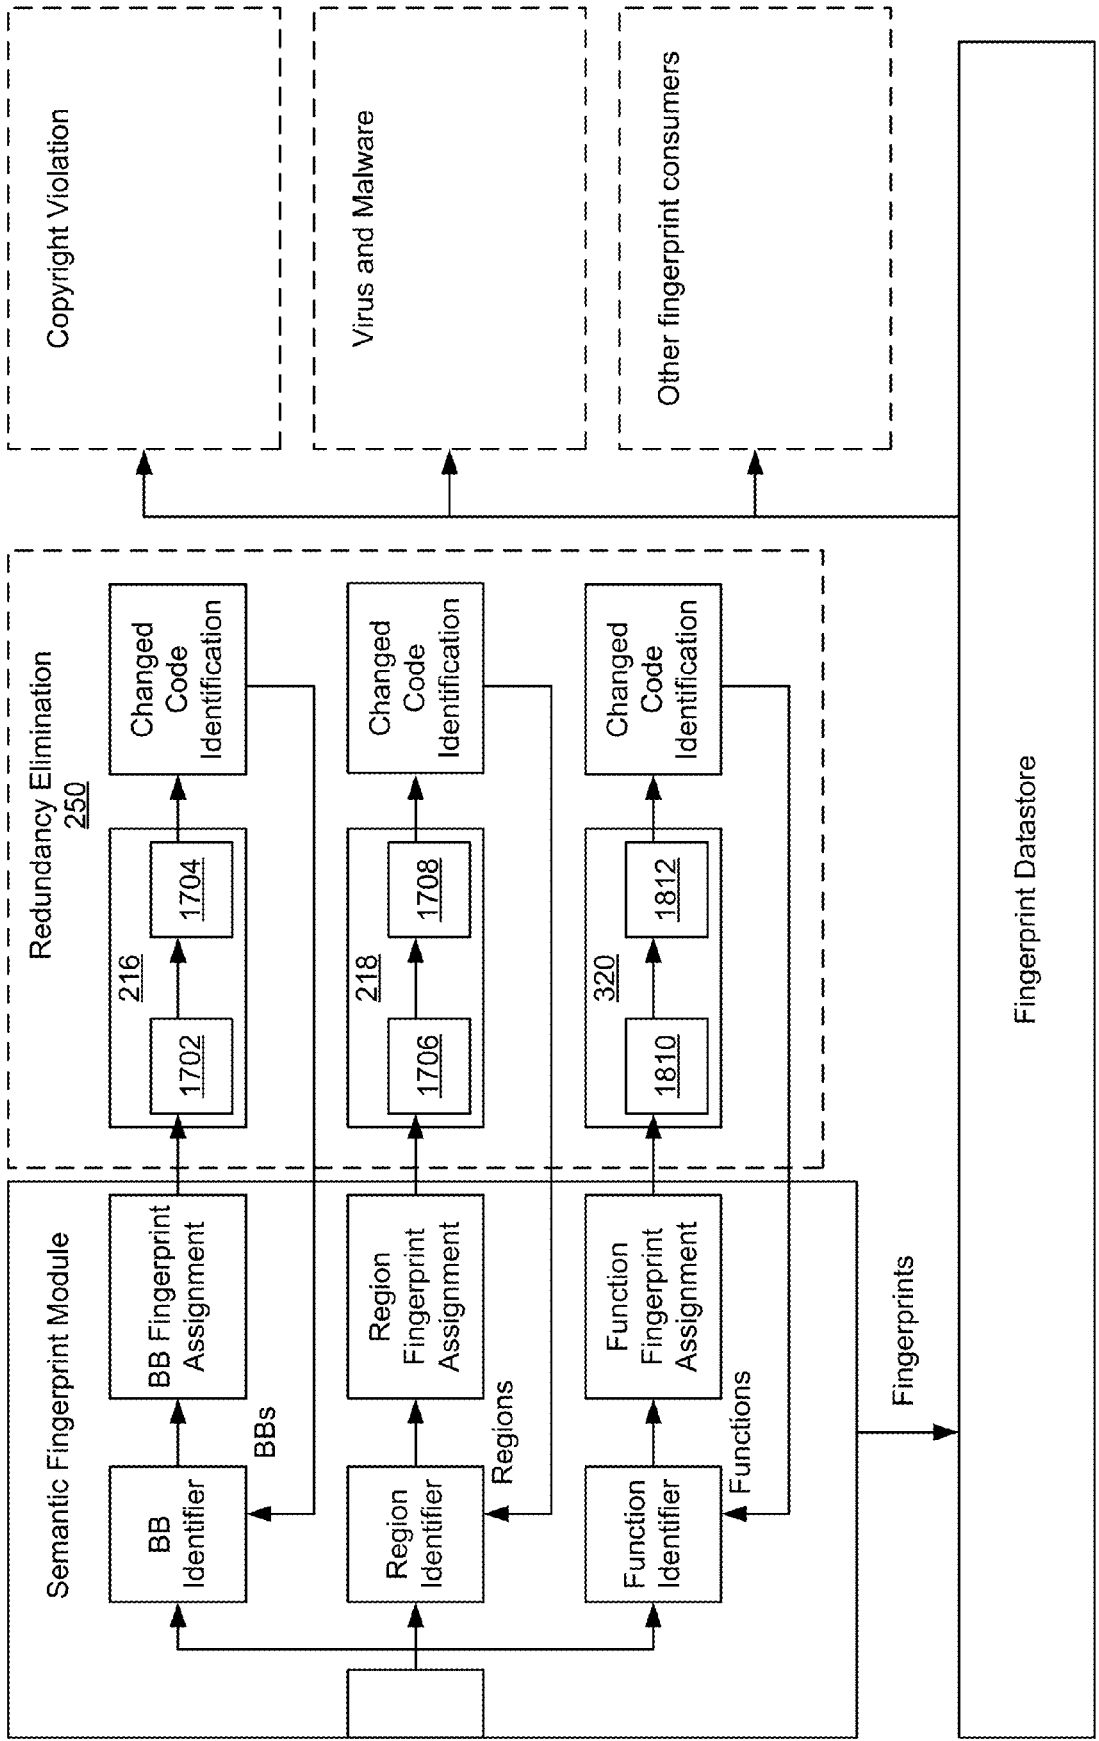 Semantic Fingerprint Module
BB
Identifier
BB Fingerprint
Assignment
BBs
Region
Identifier
Region
Fingerprint
Assignment
Regions
Function
Identifier
Function
Fingerprint
Assignment
Functions
Redundancy Elimination
250
216
1702
1704
Changed
Code
Identification
218
1706
1708
Changed
Code
Identification
320
1810
1812
Changed
Code
Identification
Copyright Violation
Virus and Malware
Other fingerprint consumers
Fingerprints
Fingerprint Datastore